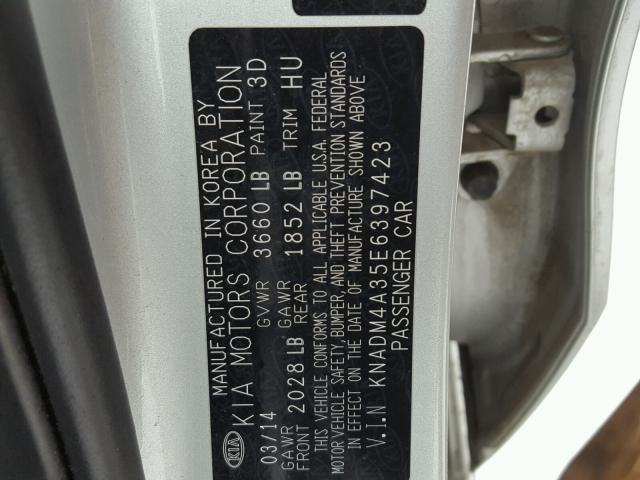 MANUFACTURED IN KOREA BY
KIA KIA MOTORS CORPORATION
03/14 GVWR 3660 LB PAINT 3D
GAWR FRONT 2028 LB GAWR REAR 1852 LB TRIM HU
THIS VEHICLE CONFORMS TO ALL APPLICABLE U.S.A. FEDERAL
MOTOR VEHICLE SAFETY, BUMPER, AND THEFT PREVENTION STANDARDS
IN EFFECT ON THE DATE OF MANUFACTURE SHOWN ABOVE
V.I.N KNADM4A35E6397423
PASSENGER CAR